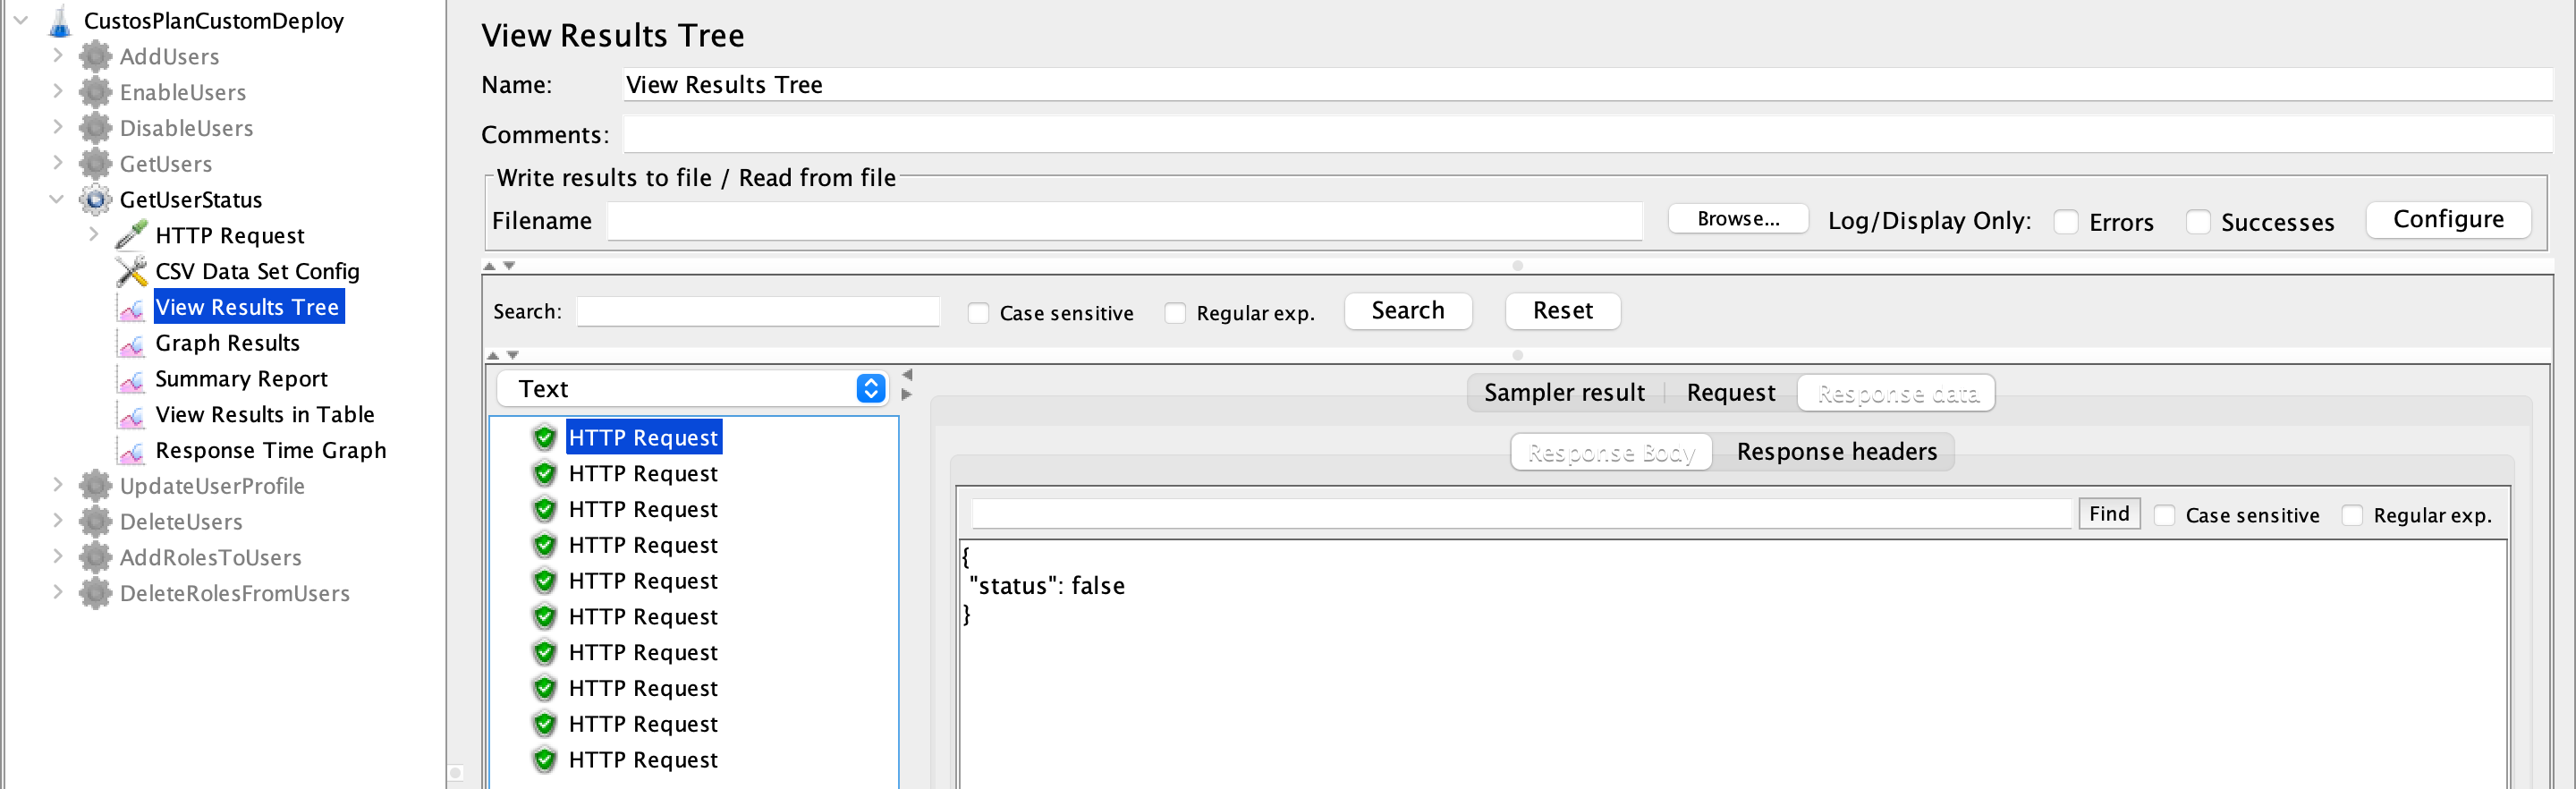 CustosPlanCustomDeploy
AddUsers
EnableUsers
DisableUsers
GetUsers
GetUserStatus
HTTP Request
CSV Data Set Config
View Results Tree
Graph Results
Summary Report
View Results in Table
Response Time Graph
UpdateUserProfile
DeleteUsers
AddRolesToUsers
DeleteRolesFromUsers
View Results Tree
Name: View Results Tree
Comments:
Write results to file / Read from file
Filename Browse... Log/Display Only: Errors Successes Configure
Search: Case sensitive Regular exp. Search Reset
Text
HTTP Request
HTTP Request
HTTP Request
HTTP Request
HTTP Request
HTTP Request
HTTP Request
HTTP Request
HTTP Request
HTTP Request
Sampler result Request Response data
Response Body Response headers
Find Case sensitive Regular exp.
{
"status": false
}